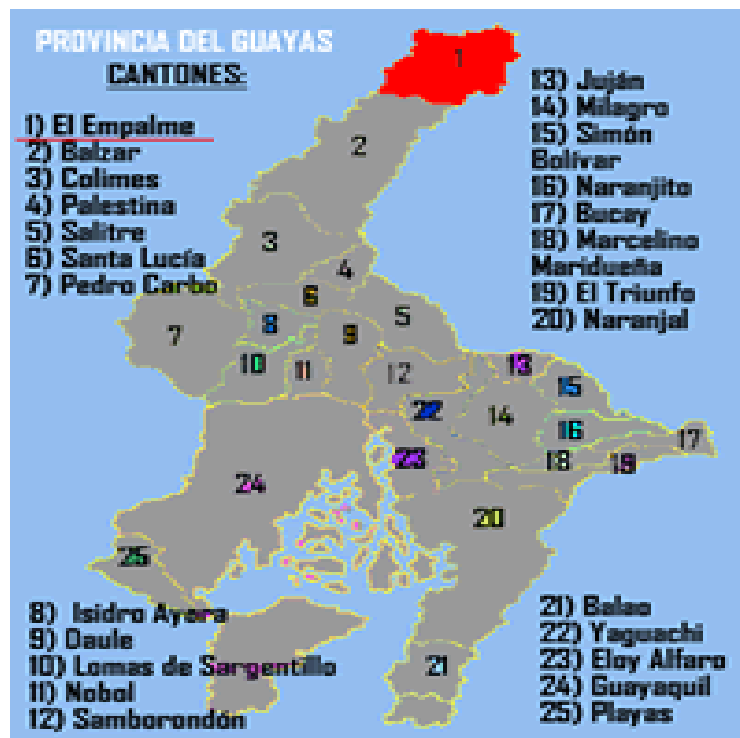 PROVINCIA DEL GUAYAS
CANTONES:
1) El Empalme
2) Balzar
3) Colimes
4) Palestina
5) Salitre
6) Santa Lucía
7) Pedro Carbo
13) Juján
14) Milagro
15) Simón
Bolívar
16) Naranjito
17) Bucay
18) Marcelino
Maridueña
19) El Triunfo
20) Naranjal
1
2
3
4
6
5
8
9
7
10
11
12
13
15
22
14
16
17
23
18
19
24
20
25
21
8) Isidro Ayora
9) Daule
10) Lomas de Sargentillo
11) Nobol
12) Samborondón
21) Balao
22) Yaguachi
23) Eloy Alfaro
24) Guayaquil
25) Playas